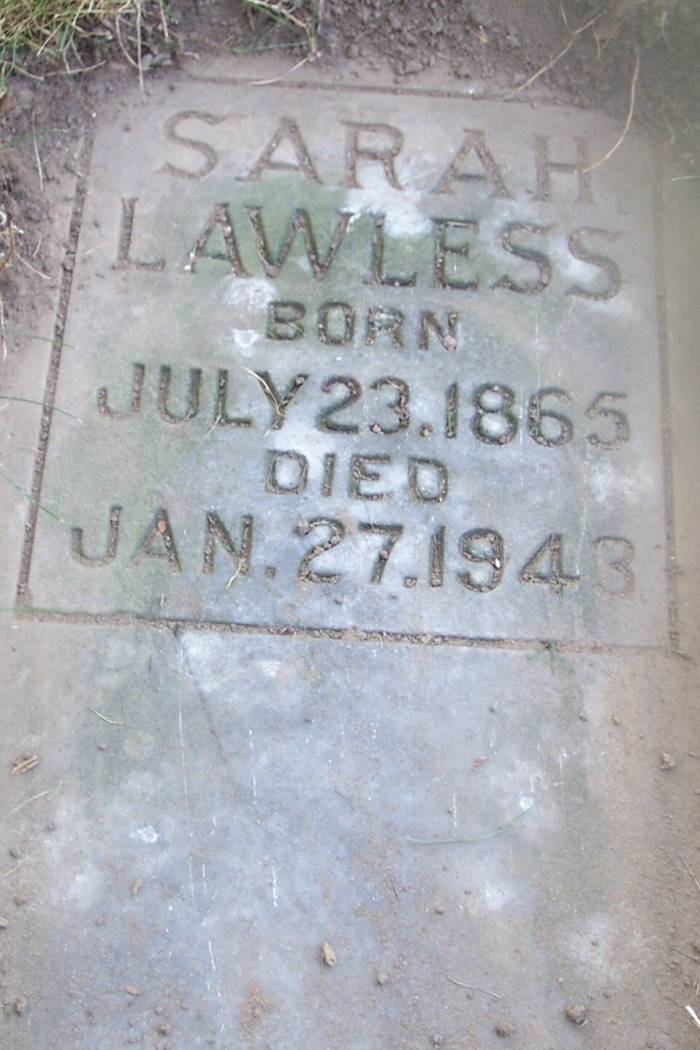 SARAH
LAWLESS
BORN
JULY 23.1865
DIED
JAN. 27.1943